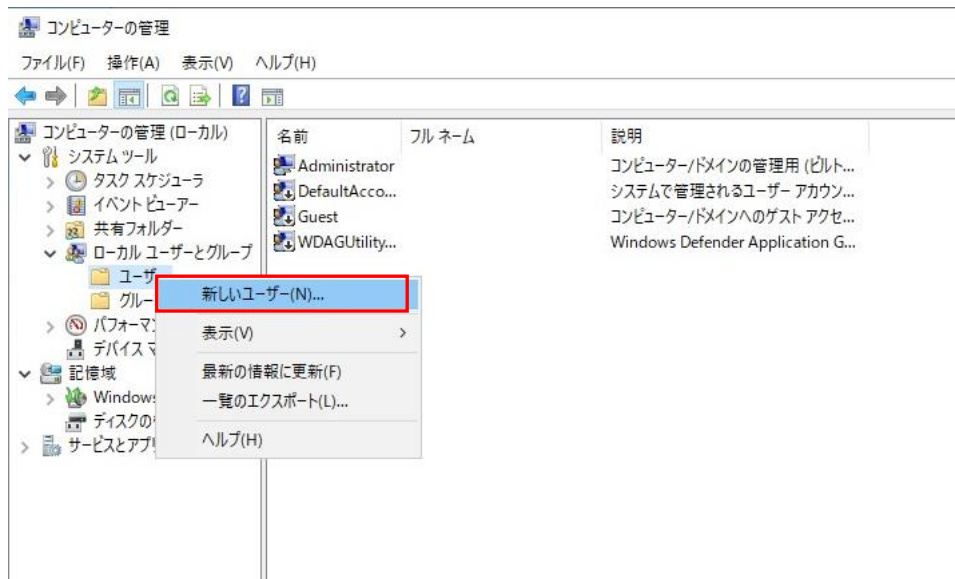 コンピューターの管理
ファイル(F) 操作(A) 表示(V) ヘルプ(H)
コンピューターの管理 (ローカル)
システム ツール
タスク スケジューラ
イベント ビューアー
共有フォルダー
ローカル ユーザーとグループ
ユーザ
グルー
パフォーマン
デバイス マ
記憶域
Windows
ディスクの
サービスとアプリ
名前 フル ネーム 説明
Administrator コンピューター/ドメインの管理用 (ビルト...
DefaultAcco... システムで管理されるユーザー アカウン...
Guest コンピューター/ドメインへのゲスト アクセ...
WDAGUtility... Windows Defender Application G...
新しいユーザー(N)...
表示(V)
最新の情報に更新(F)
一覧のエクスポート(L)...
ヘルプ(H)